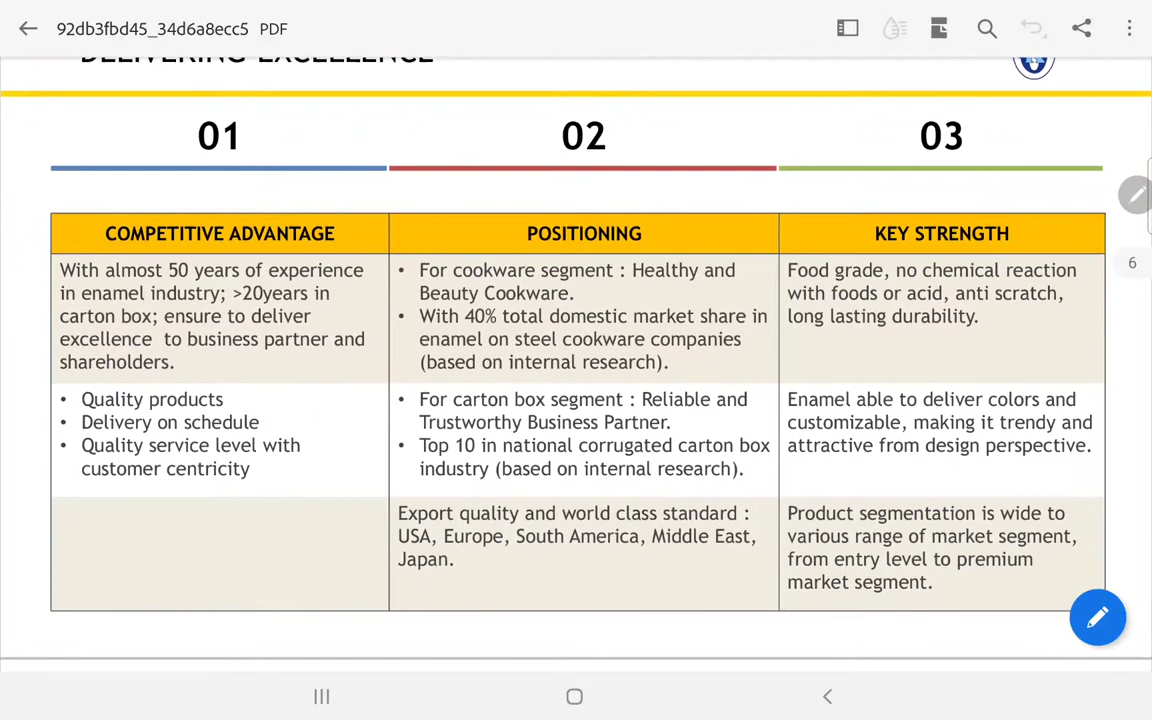 92db3fbd45_34d6a8ecc5 PDF
DELIVERING EXCELLENCE
01
02
03
COMPETITIVE ADVANTAGE
POSITIONING
KEY STRENGTH
With almost 50 years of experience
in enamel industry; >20years in
carton box; ensure to deliver
excellence to business partner and
shareholders.
• For cookware segment : Healthy and
Beauty Cookware.
• With 40% total domestic market share in
enamel on steel cookware companies
(based on internal research).
Food grade, no chemical reaction
with foods or acid, anti scratch,
long lasting durability.
• Quality products
• Delivery on schedule
• Quality service level with
customer centricity
• For carton box segment : Reliable and
Trustworthy Business Partner.
• Top 10 in national corrugated carton box
industry (based on internal research).
Enamel able to deliver colors and
customizable, making it trendy and
attractive from design perspective.
Export quality and world class standard :
USA, Europe, South America, Middle East,
Japan.
Product segmentation is wide to
various range of market segment,
from entry level to premium
market segment.
6